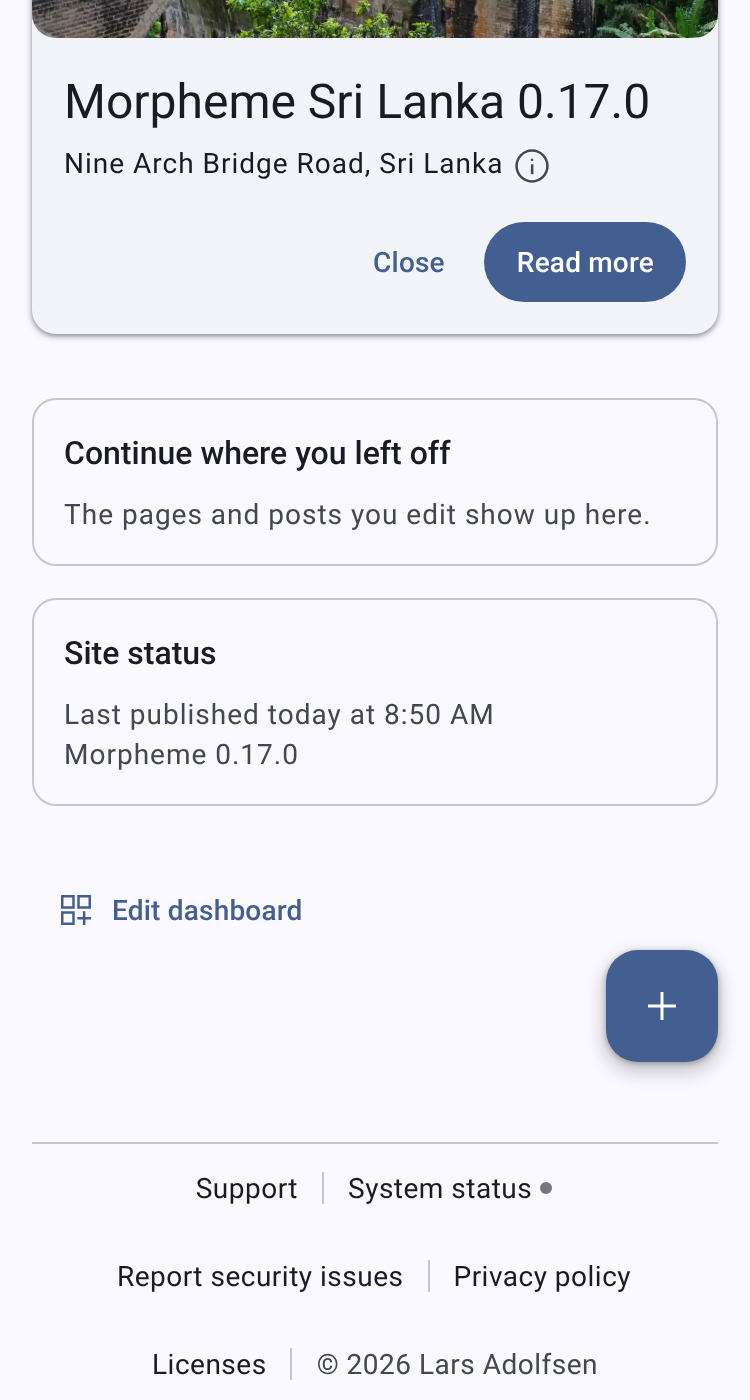 Morpheme Sri Lanka 0.17.0
Nine Arch Bridge Road, Sri Lanka
Close
Read more
Continue where you left off
The pages and posts you edit show up here.
Site status
Last published today at 8:50 AM
Morpheme 0.17.0
Edit dashboard
Support
System status
Report security issues
Privacy policy
Licenses
© 2026 Lars Adolfsen